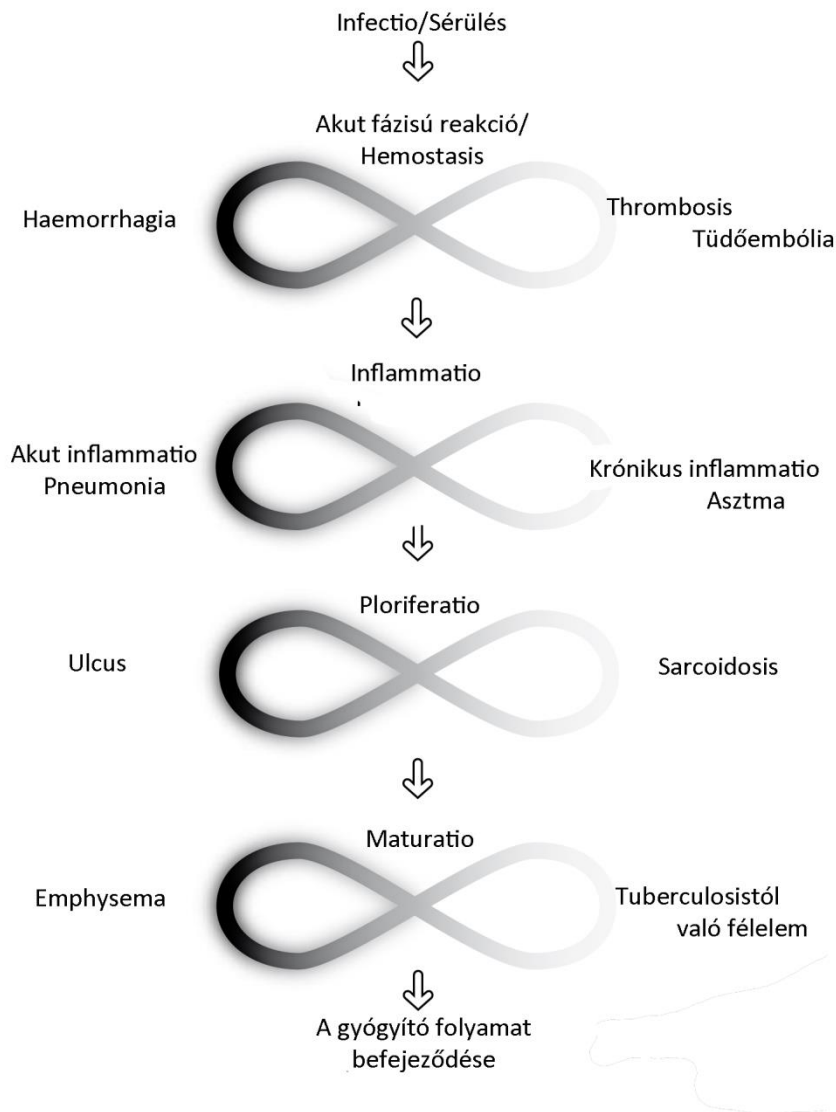 Infectio/Sérülés
Akut fázisú reakció/
Hemostasis
Haemorrhagia
Thrombosis
Tüdőembólia
Inflammatio
Akut inflammatio
Pneumonia
Krónikus inflammatio
Asztma
Ploriferatio
Ulcus
Sarcoidosis
Maturatio
Emphysema
Tuberculosistól
való félelem
A gyógyító folyamat
befejeződése